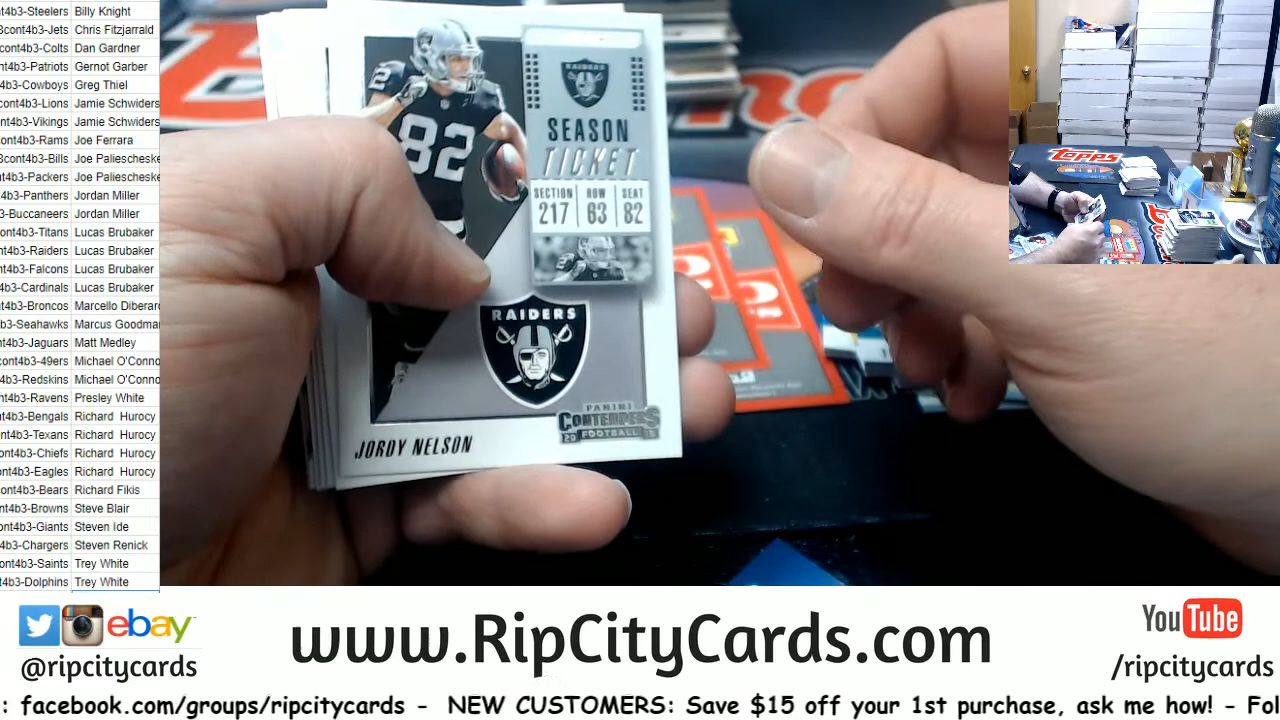 nt4b3-Steelers Billy Knight
3cont4b3-Jets Chris Fitzjarrald
cont4b3-Colts Dan Gardner
nt4b3-Patriots Gernot Garber
4b3-Cowboys Greg Thiel
cont4b3-Lions Jamie Schwiders
nt4b3-Vikings Jamie Schwiders
ont4b3-Rams Joe Ferrara
3cont4b3-Bills Joe Paliescheske
nt4b3-Packers Joe Paliescheske
t4b3-Panthers Jordan Miller
3-Buccaneers Jordan Miller
ont4b3-Titans Lucas Brubaker
nt4b3-Raiders Lucas Brubaker
nt4b3-Falcons Lucas Brubaker
4b3-Cardinals Lucas Brubaker
t4b3-Broncos Marcello Diberar
b3-Seahawks Marcus Goodma
t4b3-Jaguars Matt Medley
cont4b3-49ers Michael O'Conno
4b3-Redskins Michael O'Conno
nt4b3-Ravens Presley White
nt4b3-Bengals Richard Hurocy
nt4b3-Texans Richard Hurocy
nt4b3-Chiefs Richard Hurocy
nt4b3-Eagles Richard Hurocy
ont4b3-Bears Richard Fikis
nt4b3-Browns Steve Blair
ont4b3-Giants Steven Ide
4b3-Chargers Steven Renick
ont4b3-Saints Trey White
t4b3-Dolphins Trey White
RAIDERS
SEASON
TICKET
SECTION ROW SEAT
217 63 82
82
RAIDERS
PANINI
CONTENDERS
20 FOOTBALL 18
JORDY NELSON
Topps
ebay
@ripcitycards
www.RipCityCards.com
YouTube
/ripcitycards
: facebook.com/groups/ripcitycards - NEW CUSTOMERS: Save $15 off your 1st purchase, ask me how! - Fol